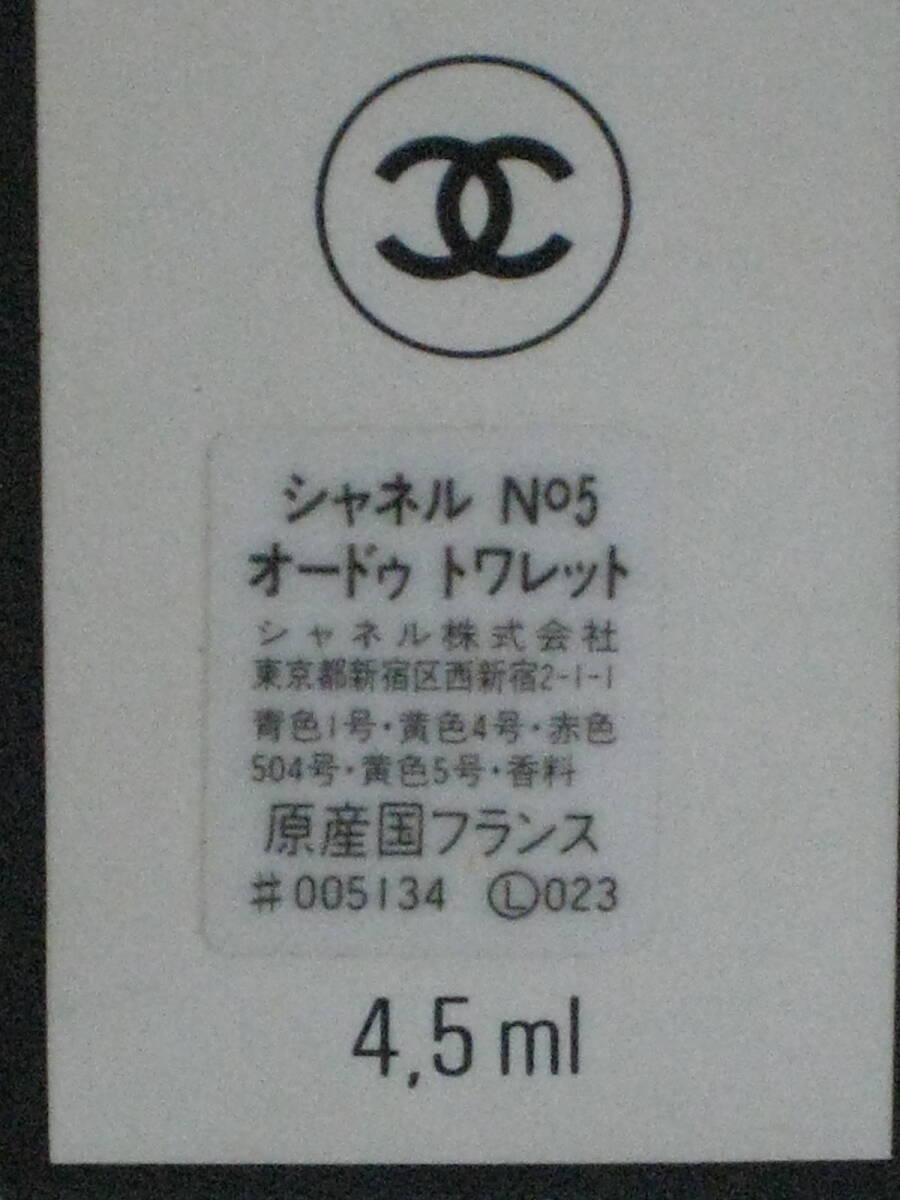 シャネル Nº5
オードゥ トワレット
シャネル株式会社
東京都新宿区西新宿2-1-1
青色1号・黄色4号・赤色
504号・黄色5号・香料
原産国フランス
#005134 Ⓛ023
4,5 ml